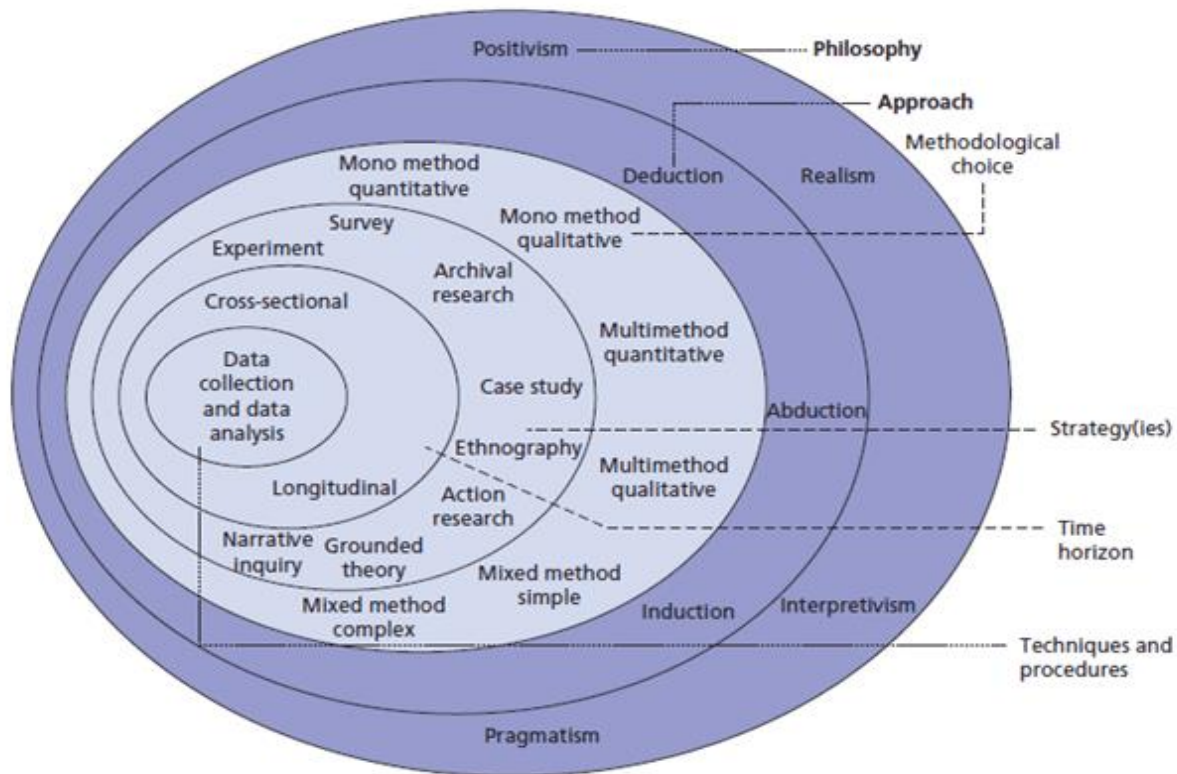 Positivism
Philosophy
Approach
Methodological
choice
Mono method
quantitative
Deduction
Realism
Survey
Mono method
qualitative
Experiment
Archival
research
Cross-sectional
Multimethod
quantitative
Data
collection
and data
analysis
Case study
Abduction
Strategy(ies)
Ethnography
Multimethod
qualitative
Longitudinal
Action
research
Time
horizon
Narrative
inquiry
Grounded
theory
Mixed method
simple
Mixed method
complex
Induction
Interpretivism
Techniques and
procedures
Pragmatism